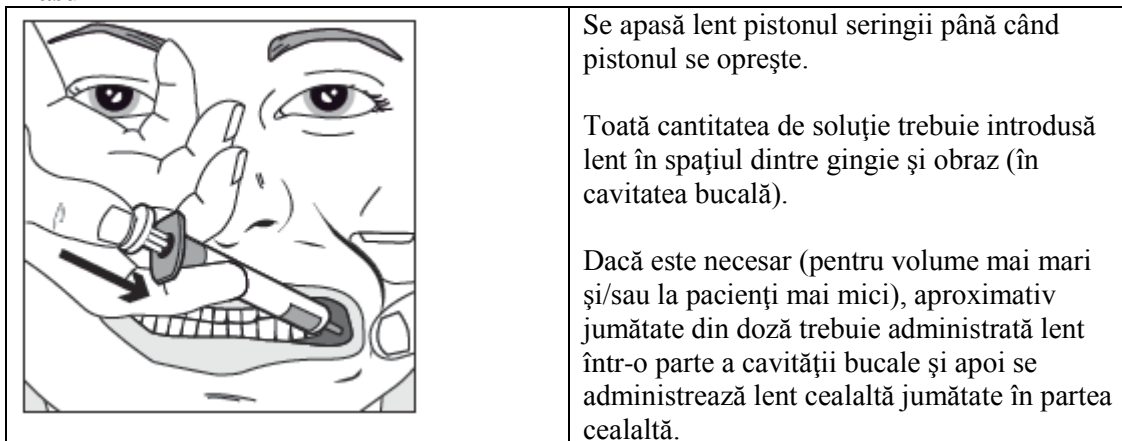 Se apasă lent pistonul seringii până când
pistonul se opreşte.
Toată cantitatea de soluţie trebuie introdusă
lent în spaţiul dintre gingie şi obraz (în
cavitatea bucală).
Dacă este necesar (pentru volume mai mari
şi/sau la pacienţi mai mici), aproximativ
jumătate din doză trebuie administrată lent
într-o parte a cavităţii bucale şi apoi se
administrează lent cealaltă jumătate în partea
cealaltă.